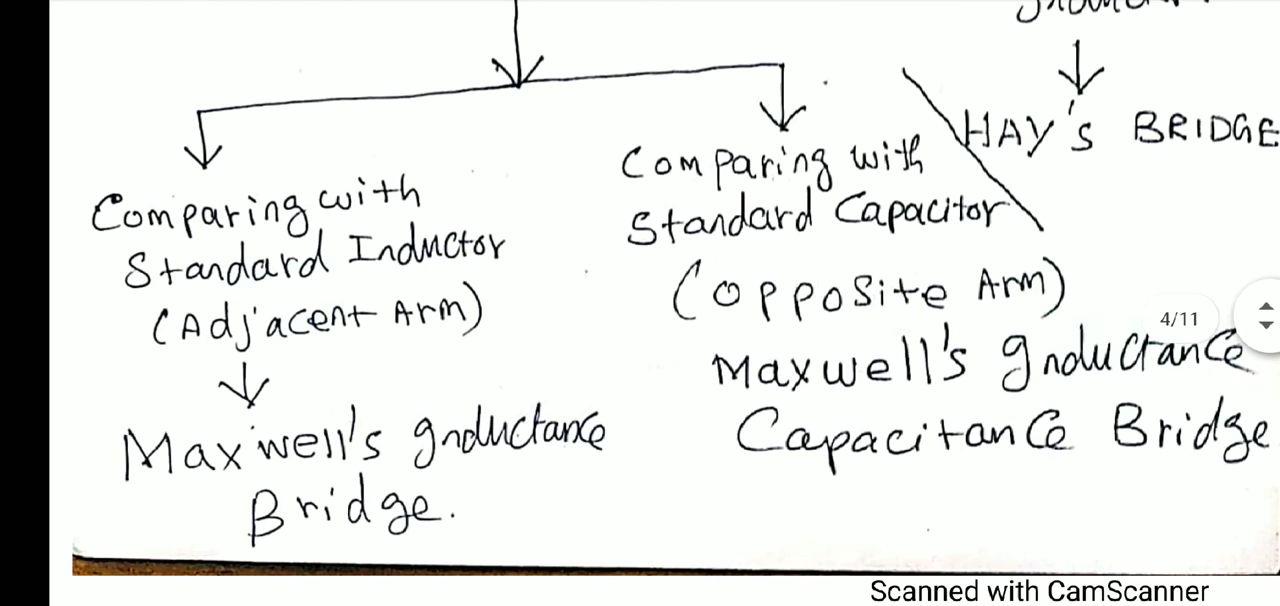 HAY's BRIDGE
Comparing with
Standard Inductor
(Adjacent Arm)
Maxwell's Inductance
Bridge.
Comparing with
Standard Capacitor
(Opposite Arm)
Maxwell's Inductance
Capacitance Bridge
4/11
Scanned with CamScanner